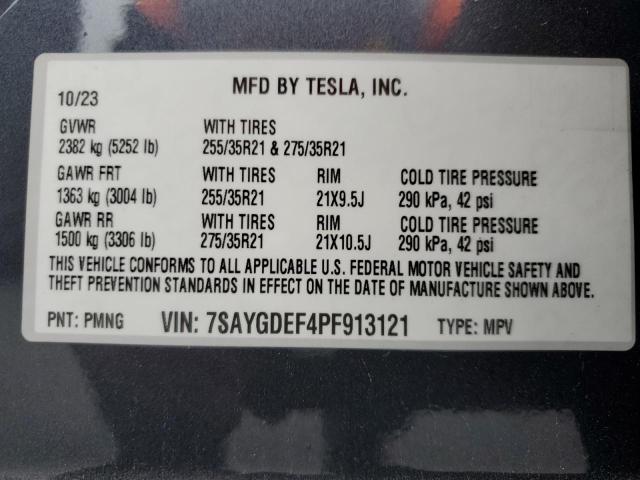 MFD BY TESLA, INC.
10/23
GVWR WITH TIRES
2382 kg (5252 lb) 255/35R21 & 275/35R21
GAWR FRT WITH TIRES RIM COLD TIRE PRESSURE
1363 kg (3004 lb) 255/35R21 21X9.5J 290 kPa, 42 psi
GAWR RR WITH TIRES RIM COLD TIRE PRESSURE
1500 kg (3306 lb) 275/35R21 21X10.5J 290 kPa, 42 psi
THIS VEHICLE CONFORMS TO ALL APPLICABLE U.S. FEDERAL MOTOR VEHICLE SAFETY AND
THEFT PREVENTION STANDARDS IN EFFECT ON THE DATE OF MANUFACTURE SHOWN ABOVE.
PNT: PMNG VIN: 7SAYGDEF4PF913121 TYPE: MPV